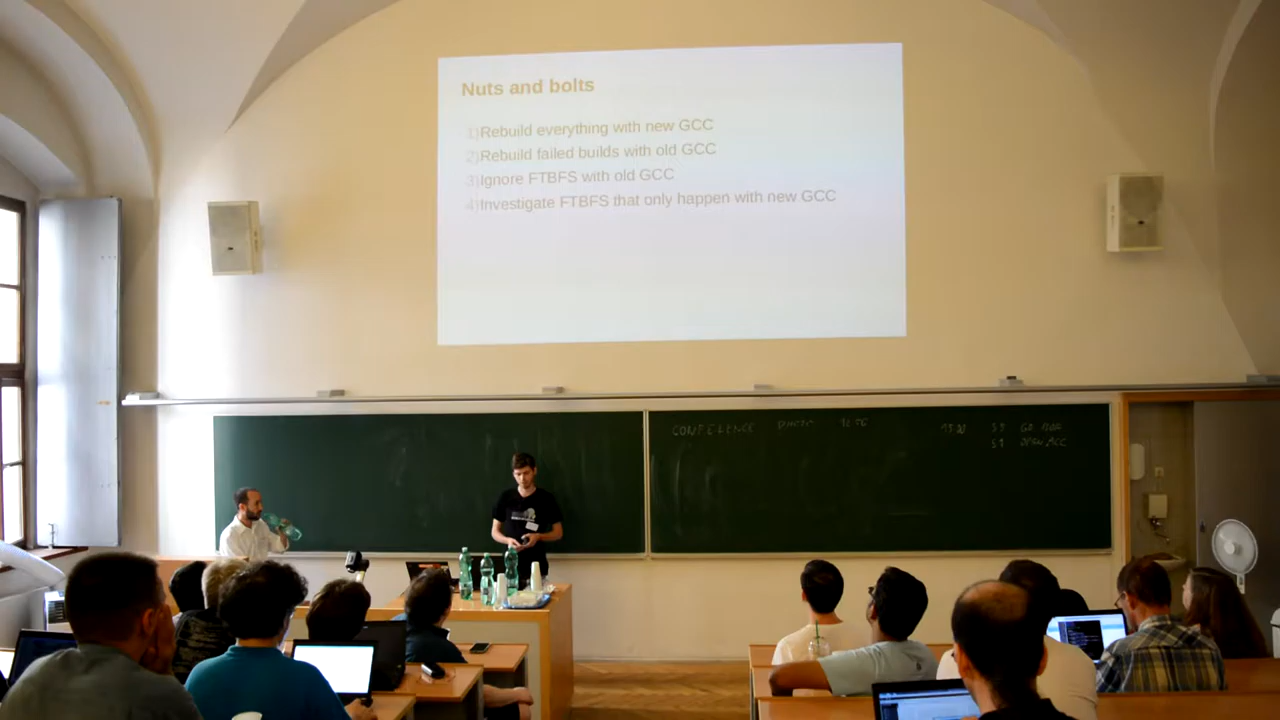 Nuts and bolts
1)Rebuild everything with new GCC
2)Rebuild failed builds with old GCC
3)Ignore FTBFS with old GCC
4)Investigate FTBFS that only happen with new GCC
CONFERENCE